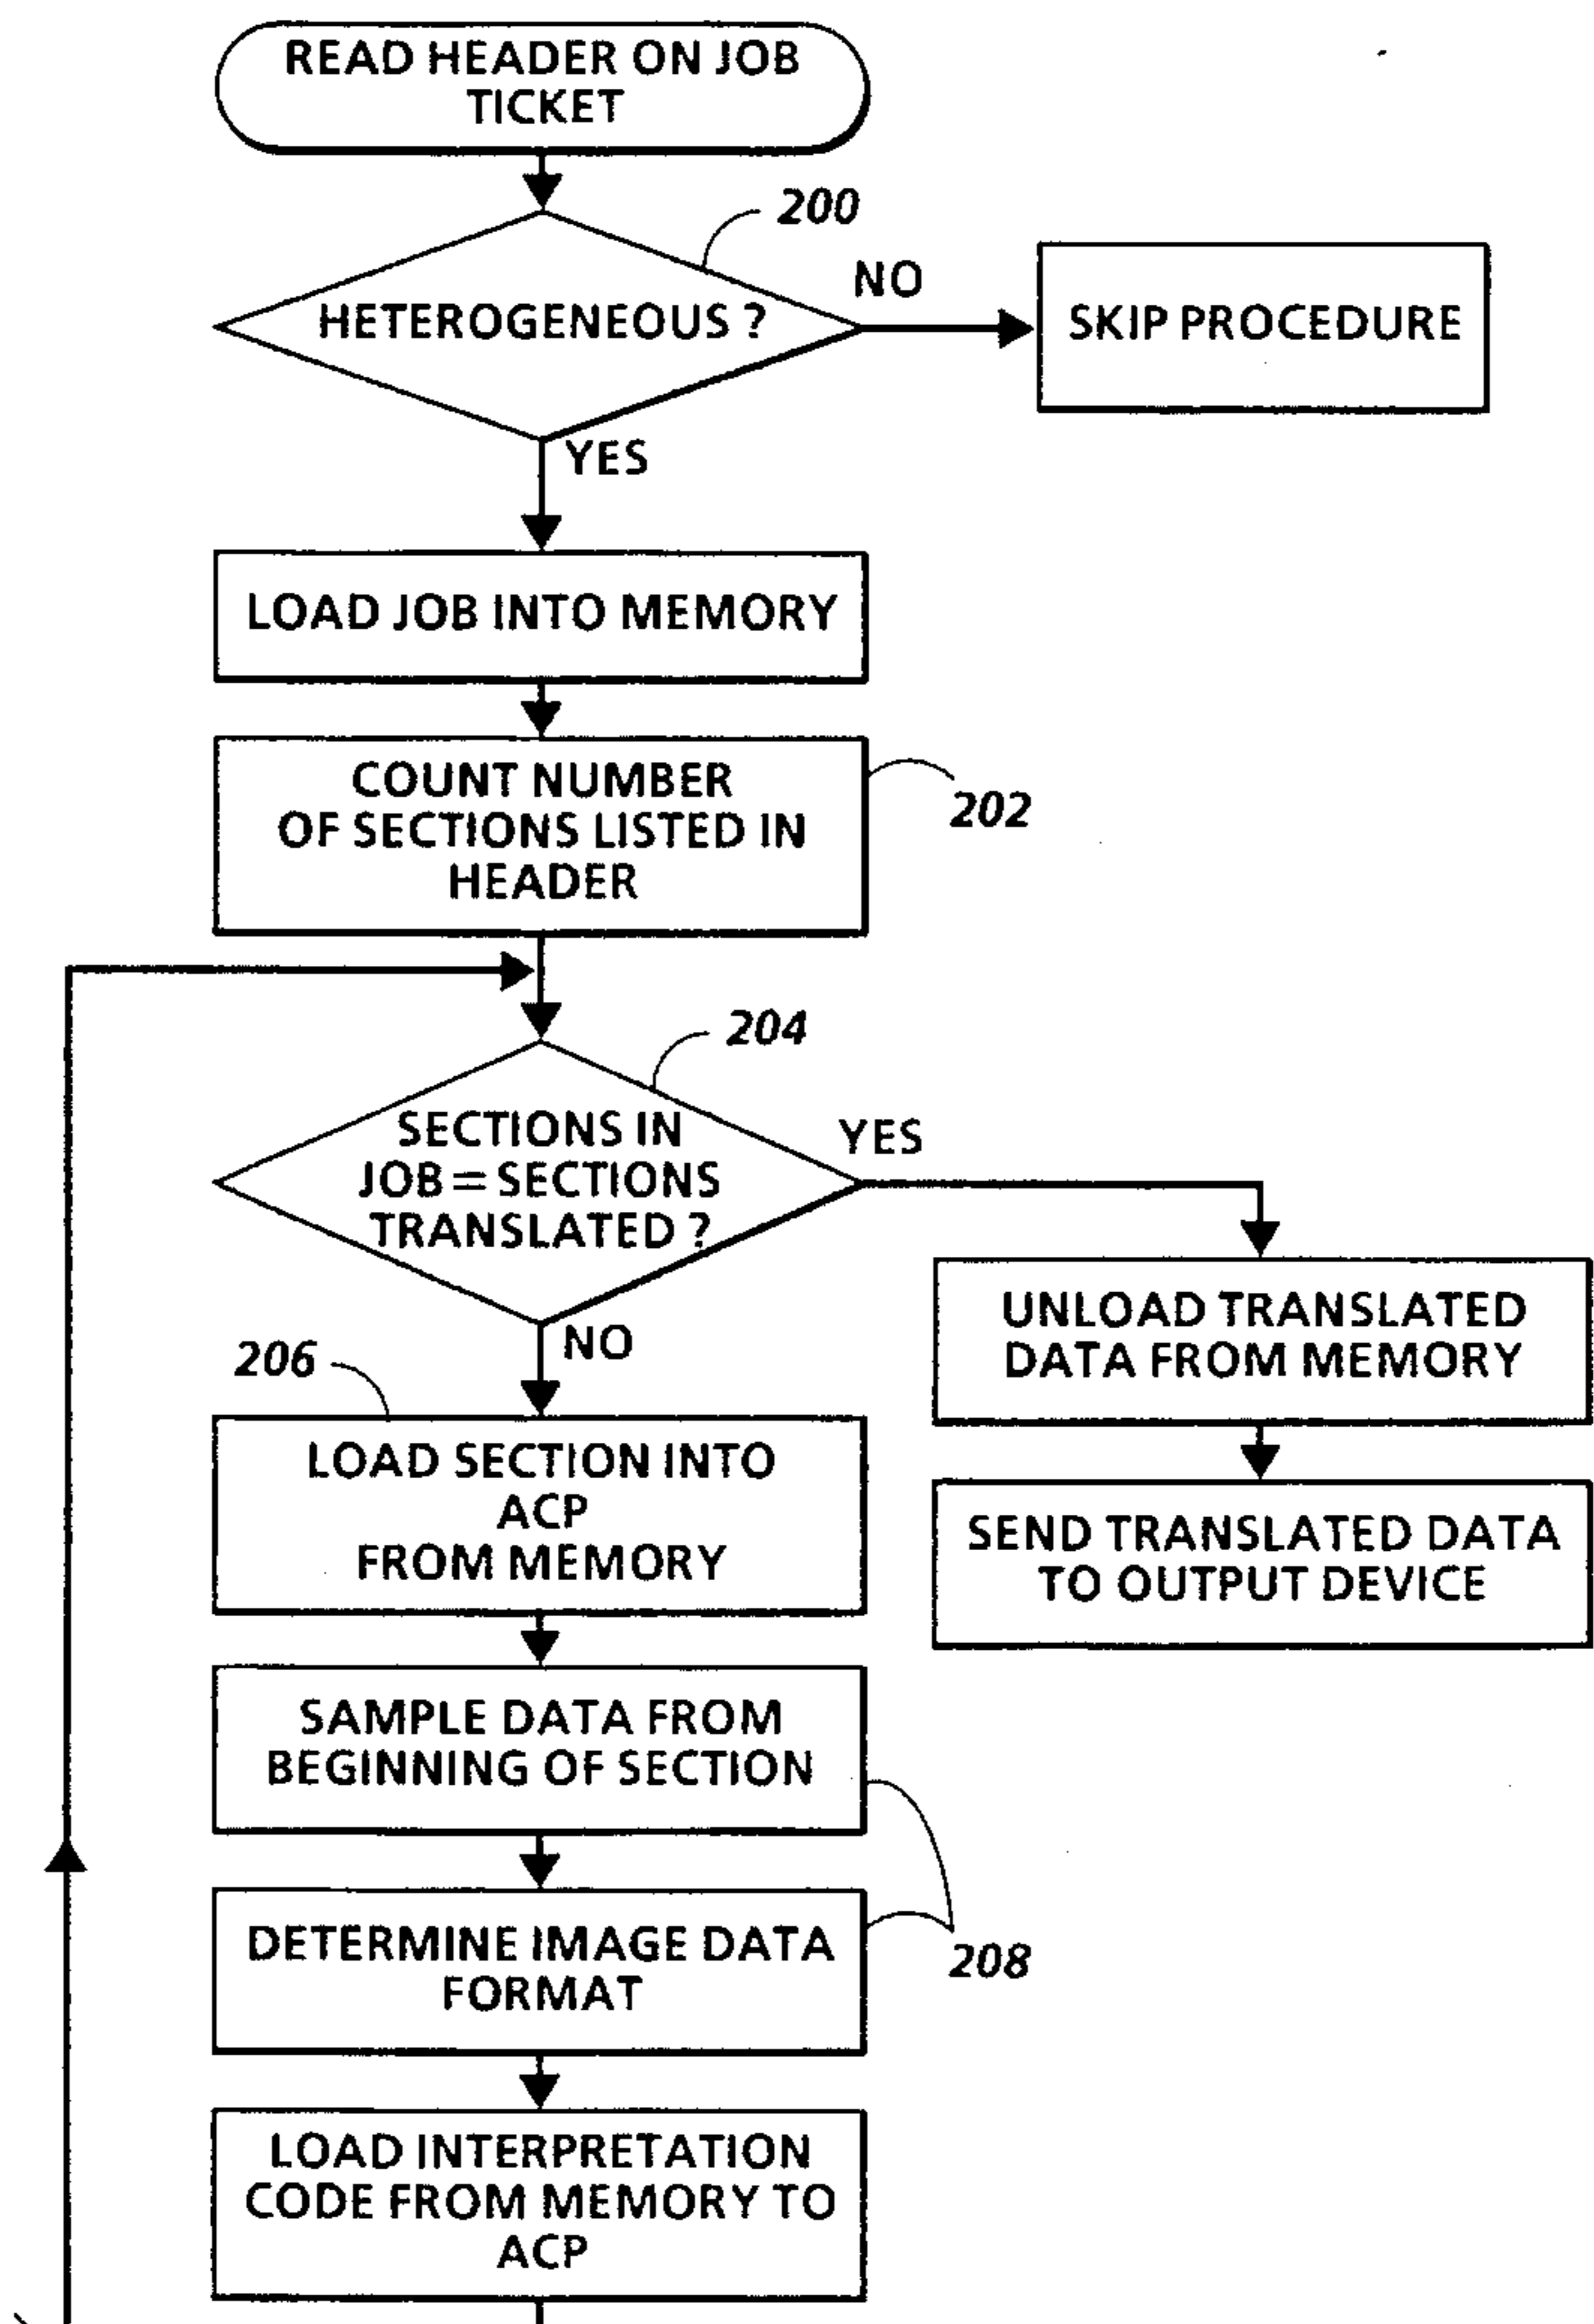 READ HEADER ON JOB
TICKET
200
HETEROGENEOUS ?
NO
SKIP PROCEDURE
YES
LOAD JOB INTO MEMORY
COUNT NUMBER
OF SECTIONS LISTED IN
HEADER
202
204
SECTIONS IN
JOB = SECTIONS
TRANSLATED ?
YES
NO
UNLOAD TRANSLATED
DATA FROM MEMORY
SEND TRANSLATED DATA
TO OUTPUT DEVICE
206
LOAD SECTION INTO
ACP
FROM MEMORY
SAMPLE DATA FROM
BEGINNING OF SECTION
DETERMINE IMAGE DATA
FORMAT
208
LOAD INTERPRETATION
CODE FROM MEMORY TO
ACP